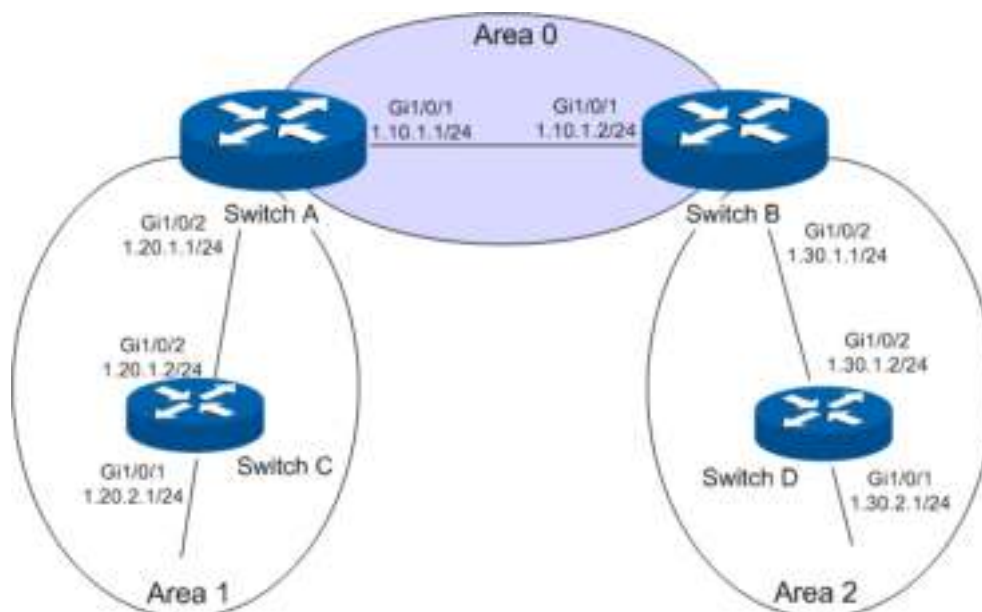 Area 0
Gi1/0/1
1.10.1.1/24
Gi1/0/1
1.10.1.2/24
Switch A
Switch B
Gi1/0/2
1.20.1.1/24
Gi1/0/2
1.30.1.1/24
Gi1/0/2
1.20.1.2/24
Gi1/0/2
1.30.1.2/24
Switch C
Switch D
Gi1/0/1
1.20.2.1/24
Gi1/0/1
1.30.2.1/24
Area 1
Area 2